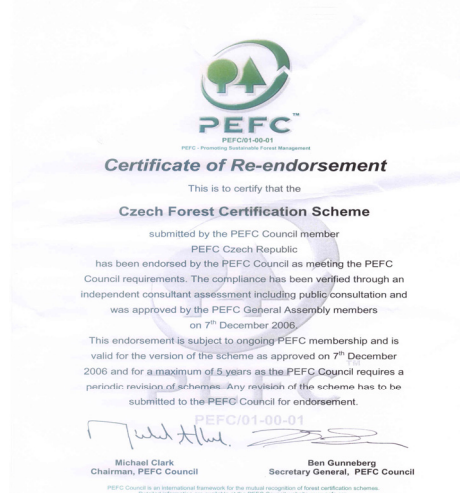 PEFC™
PEFC/01-00-01
PEFC - Promoting Sustainable Forest Management
Certificate of Re-endorsement
This is to certify that the
Czech Forest Certification Scheme
submitted by the PEFC Council member
PEFC Czech Republic
has been endorsed by the PEFC Council as meeting the PEFC
Council requirements. The compliance has been verified through an
independent consultant assessment including public consultation and
was approved by the PEFC General Assembly members
on 7th December 2006.
This endorsement is subject to ongoing PEFC membership and is
valid for the version of the scheme as approved on 7th December
2006 and for a maximum of 5 years as the PEFC Council requires a
periodic revision of schemes. Any revision of the scheme has to be
submitted to the PEFC Council for endorsement.
PEFC
PEFC/01-00-01
Michael Clark
Chairman, PEFC Council
Ben Gunneberg
Secretary General, PEFC Council
PEFC Council is an international framework for the mutual recognition of forest certification schemes.